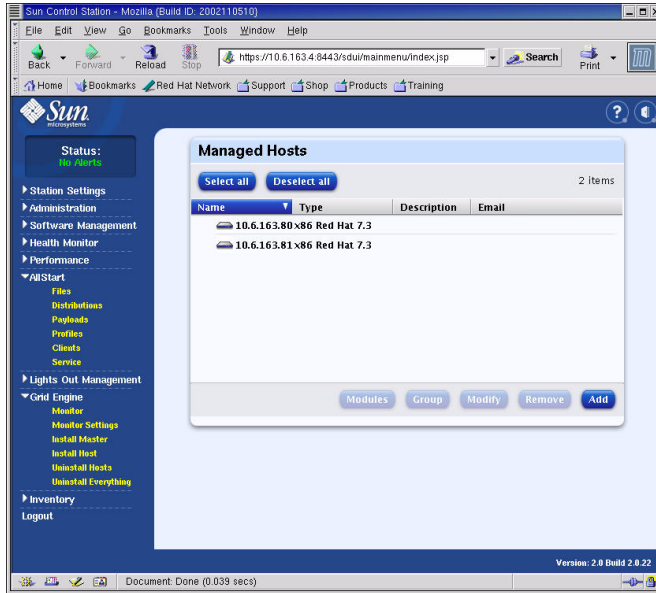 Sun Control Station - Mozilla {Build ID: 2002110510}
File Edit View Go Bookmarks Tools Window Help
Back Forward Reload Stop https://10.6.163.4:8443/sdui/mainmenu/index.jsp Search Print
Home Bookmarks Red Hat Network Support Shop Products Training
Sun
microsystems
?
Status:
No Alerts
Station Settings
Administration
Software Management
Health Monitor
Performance
AllStart
Files
Distributions
Payloads
Profiles
Clients
Service
Lights Out Management
Grid Engine
Monitor
Monitor Settings
Install Master
Install Host
Uninstall Hosts
Uninstall Everything
Inventory
Logout
Managed Hosts
Select all Deselect all 2 items
Name Type Description Email
10.6.163.80 x86 Red Hat 7.3
10.6.163.81 x86 Red Hat 7.3
Modules Group Modify Remove Add
Version: 2.0 Build 2.0.22
Document: Done (0.039 secs)